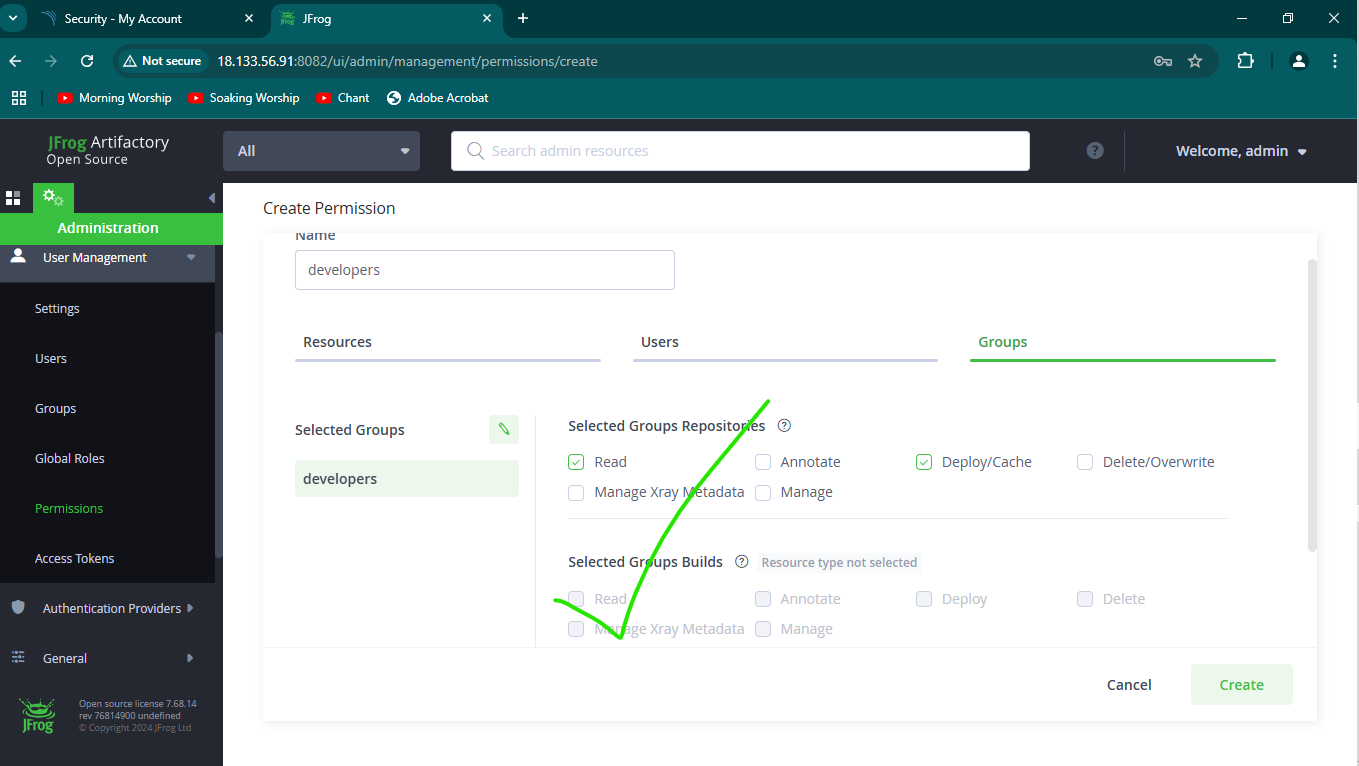 Security - My Account
JFrog
Not secure
18.133.56.91:8082/ui/admin/management/permissions/create
Morning Worship
Soaking Worship
Chant
Adobe Acrobat
JFrog Artifactory
Open Source
All
Search admin resources
?
Welcome, admin
Administration
User Management
Settings
Users
Groups
Global Roles
Permissions
Access Tokens
Authentication Providers
General
JFrog
Open source license 7.68.14
rev 76814900 undefined
© Copyright 2024 JFrog Ltd
Create Permission
Name
developers
Resources
Users
Groups
Selected Groups
developers
Selected Groups Repositories ?
Read Annotate Deploy/Cache Delete/Overwrite
Manage Xray Metadata Manage
Selected Groups Builds ? Resource type not selected
Read Annotate Deploy Delete
Manage Xray Metadata Manage
Cancel
Create